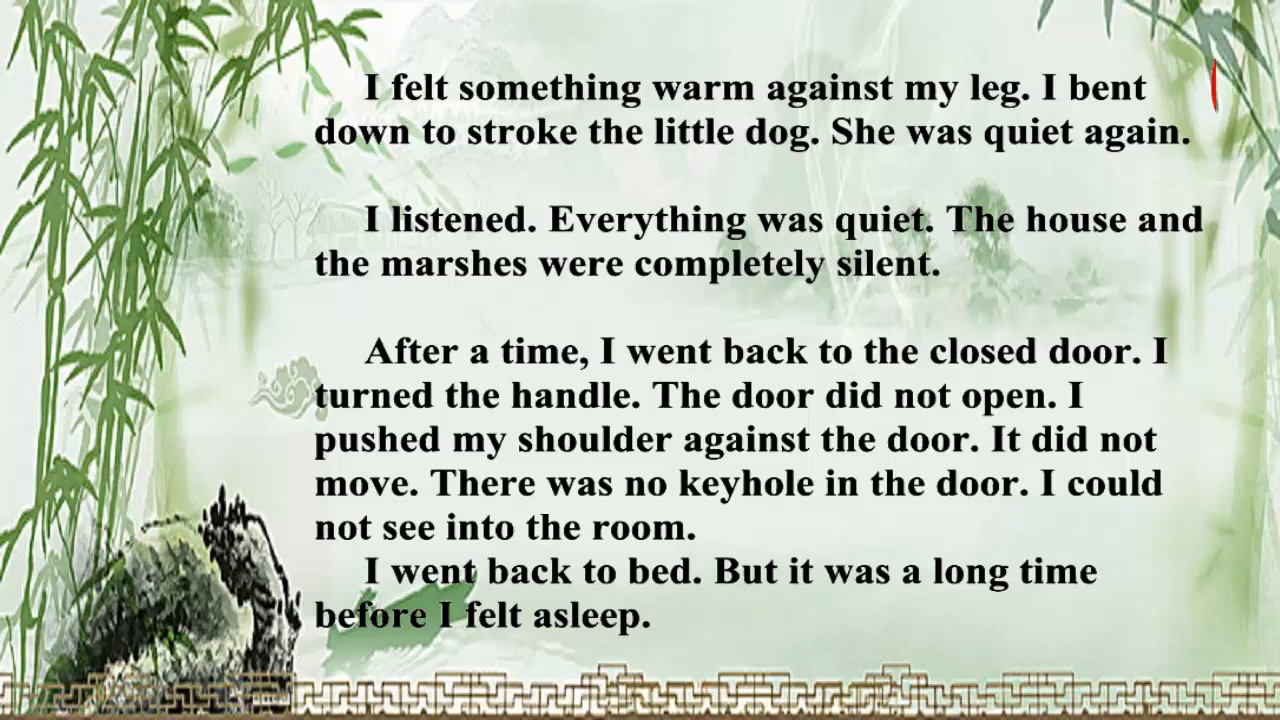 I felt something warm against my leg. I bent
down to stroke the little dog. She was quiet again.
I listened. Everything was quiet. The house and
the marshes were completely silent.
After a time, I went back to the closed door. I
turned the handle. The door did not open. I
pushed my shoulder against the door. It did not
move. There was no keyhole in the door. I could
not see into the room.
I went back to bed. But it was a long time
before I felt asleep.